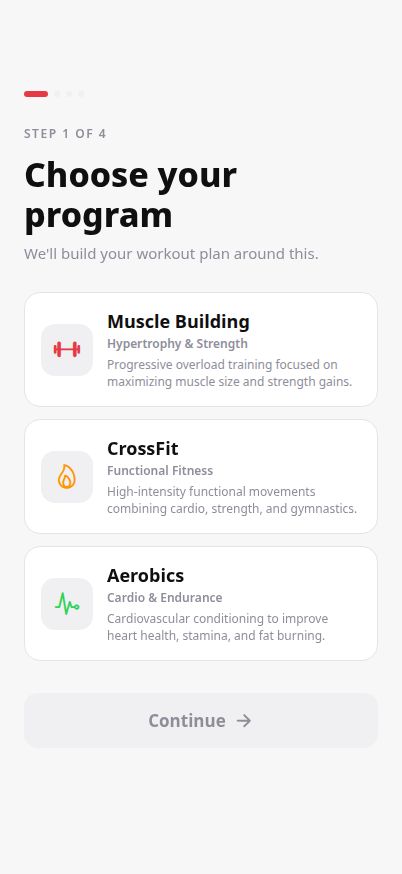 STEP 1 OF 4
Choose your
program
We'll build your workout plan around this.
Muscle Building
Hypertrophy & Strength
Progressive overload training focused on
maximizing muscle size and strength gains.
CrossFit
Functional Fitness
High-intensity functional movements
combining cardio, strength, and gymnastics.
Aerobics
Cardio & Endurance
Cardiovascular conditioning to improve
heart health, stamina, and fat burning.
Continue →